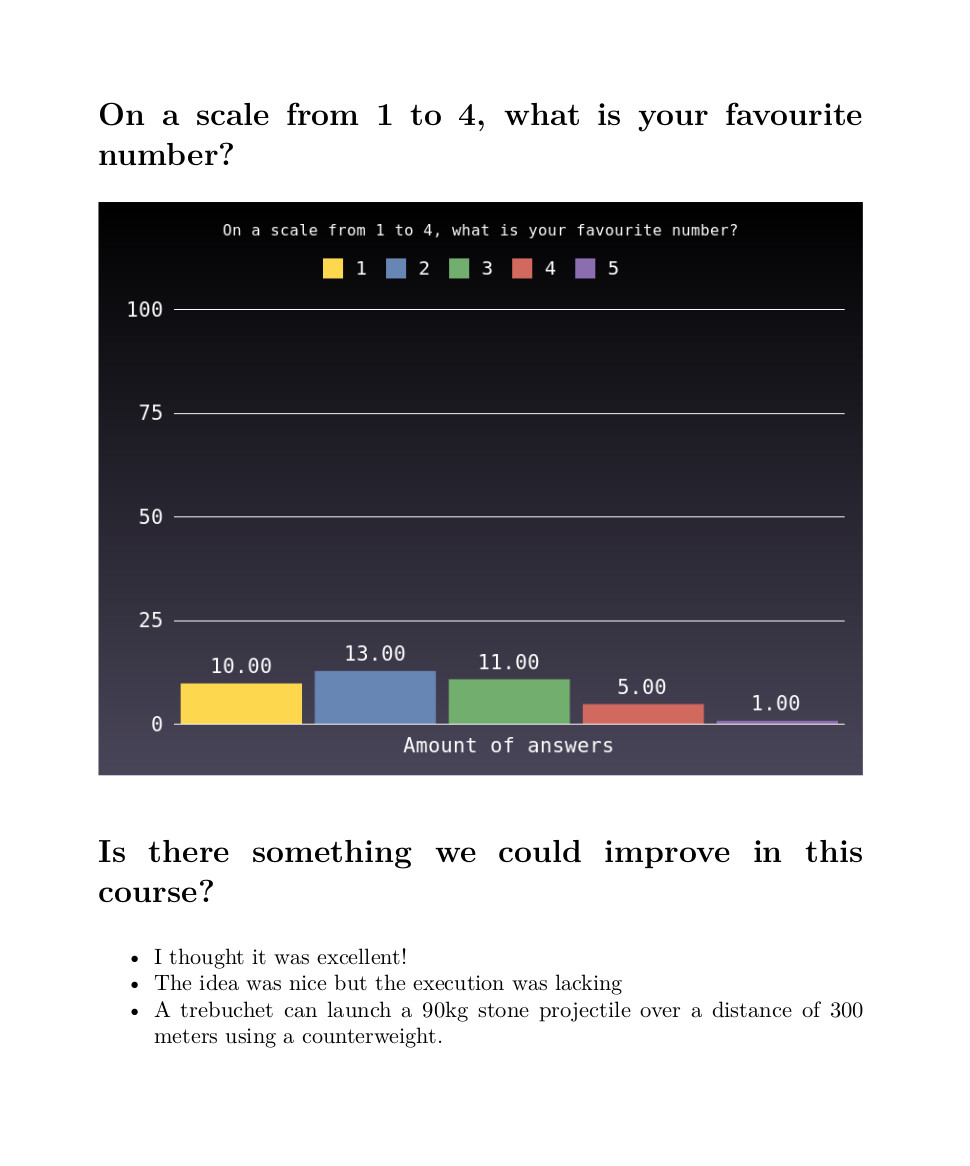 On a scale from 1 to 4, what is your favourite
number?
On a scale from 1 to 4, what is your favourite number?
1 2 3 4 5
100
75
50
25
0
10.00 13.00 11.00 5.00 1.00
Amount of answers
Is there something we could improve in this
course?
• I thought it was excellent!
• The idea was nice but the execution was lacking
• A trebuchet can launch a 90kg stone projectile over a distance of 300
meters using a counterweight.